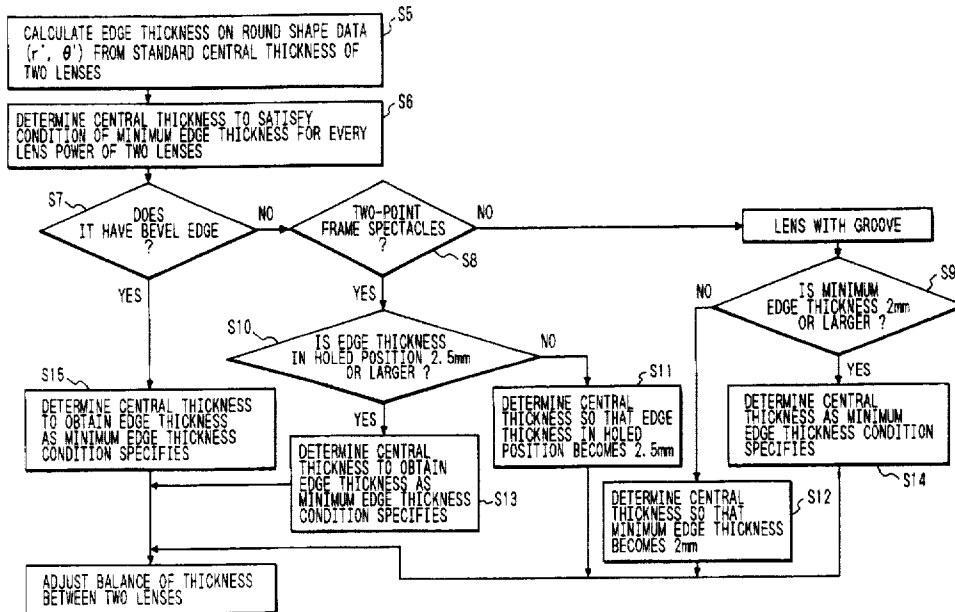 S5
CALCULATE EDGE THICKNESS ON ROUND SHAPE DATA
(r', θ') FROM STANDARD CENTRAL THICKNESS OF
TWO LENSES
S6
DETERMINE CENTRAL THICKNESS TO SATISFY
CONDITION OF MINIMUM EDGE THICKNESS FOR EVERY
LENS POWER OF TWO LENSES
S7
DOES
IT HAVE BEVEL EDGE
?
NO
YES
TWO-POINT
FRAME SPECTACLES
?
S8
NO
YES
LENS WITH GROOVE
S9
IS MINIMUM
EDGE THICKNESS 2mm
OR LARGER ?
NO
YES
S10
IS EDGE THICKNESS
IN HOLED POSITION 2.5mm
OR LARGER ?
NO
YES
S15
DETERMINE CENTRAL THICKNESS
TO OBTAIN EDGE THICKNESS
AS MINIMUM EDGE THICKNESS
CONDITION SPECIFIES
S11
DETERMINE CENTRAL
THICKNESS SO THAT EDGE
THICKNESS IN HOLED
POSITION BECOMES 2.5mm
DETERMINE CENTRAL
THICKNESS AS MINIMUM
EDGE THICKNESS CONDITION
SPECIFIES
S14
DETERMINE CENTRAL
THICKNESS TO OBTAIN
EDGE THICKNESS AS
MINIMUM EDGE THICKNESS
CONDITION SPECIFIES
S13
DETERMINE CENTRAL
THICKNESS SO THAT
MINIMUM EDGE THICKNESS
BECOMES 2mm
S12
ADJUST BALANCE OF THICKNESS
BETWEEN TWO LENSES